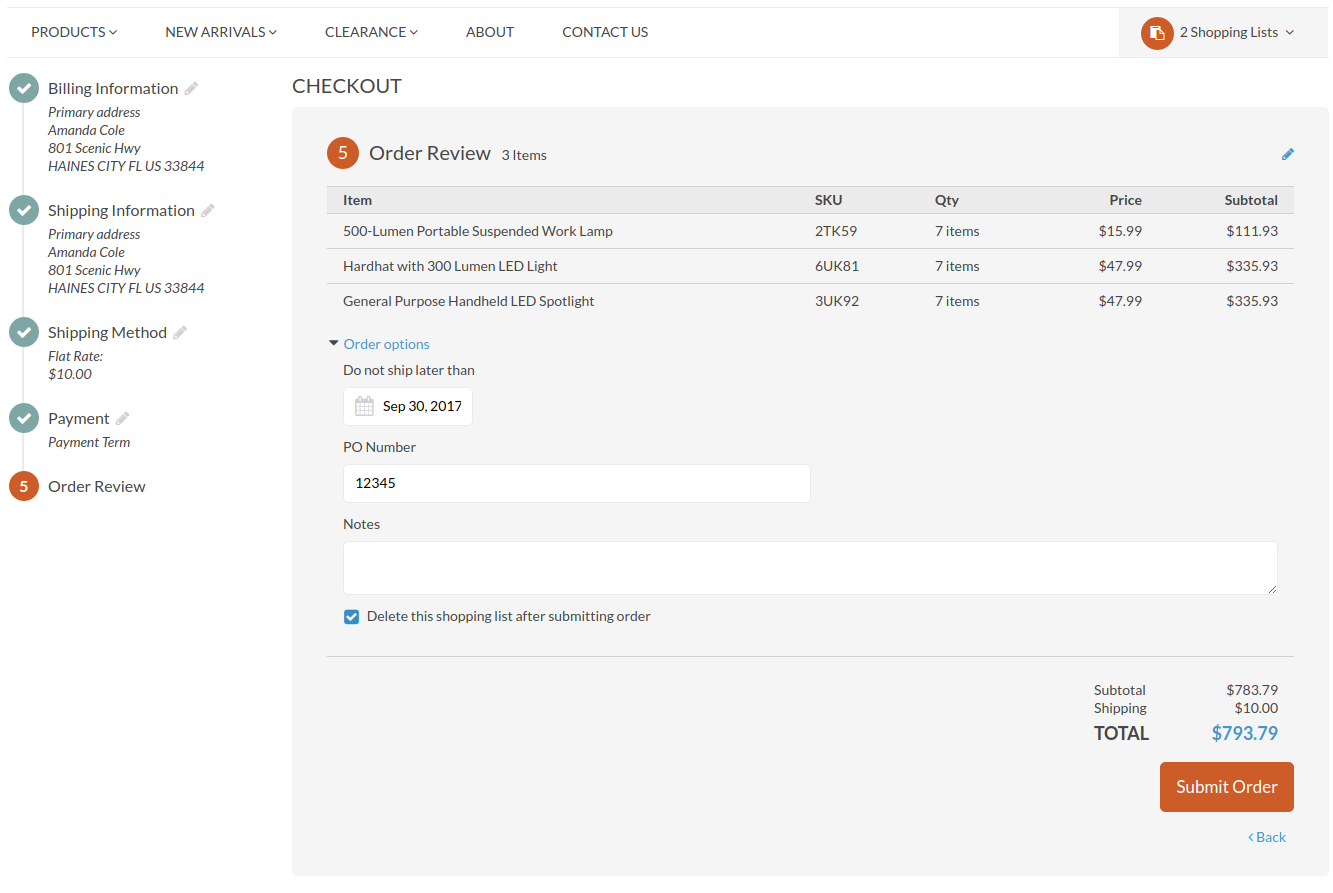 PRODUCTS NEW ARRIVALS CLEARANCE ABOUT CONTACT US 2 Shopping Lists
Billing Information
Primary address
Amanda Cole
801 Scenic Hwy
HAINES CITY FL US 33844
Shipping Information
Primary address
Amanda Cole
801 Scenic Hwy
HAINES CITY FL US 33844
Shipping Method
Flat Rate:
$10.00
Payment
Payment Term
5 Order Review
CHECKOUT
5 Order Review 3 Items
Item SKU Qty Price Subtotal
500-Lumen Portable Suspended Work Lamp 2TK59 7 items $15.99 $111.93
Hardhat with 300 Lumen LED Light 6UK81 7 items $47.99 $335.93
General Purpose Handheld LED Spotlight 3UK92 7 items $47.99 $335.93
Order options
Do not ship later than
Sep 30, 2017
PO Number
12345
Notes
Delete this shopping list after submitting order
Subtotal $783.79
Shipping $10.00
TOTAL $793.79
Submit Order
Back